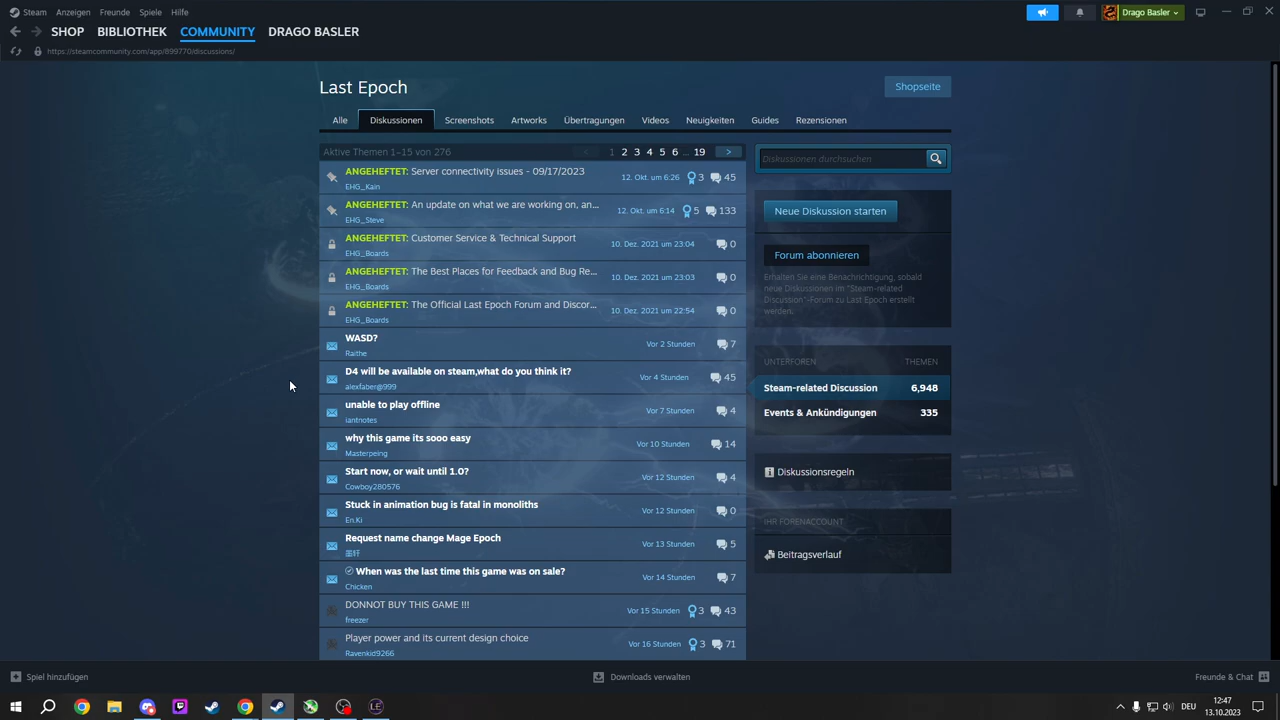 Steam Anzeigen Freunde Spiele Hilfe
Drago Basler
SHOP BIBLIOTHEK COMMUNITY DRAGO BASLER
https://steamcommunity.com/app/899770/discussions/
Last Epoch
Shopseite
Alle Diskussionen Screenshots Artworks Übertragungen Videos Neuigkeiten Guides Rezensionen
Aktive Themen 1–15 von 276
< 1 2 3 4 5 6 ... 19 >
ANGEHEFTET: Server connectivity issues - 09/17/2023
EHG_Kain
12. Okt. um 6:26 3 45
ANGEHEFTET: An update on what we are working on, an...
EHG_Steve
12. Okt. um 6:14 5 133
ANGEHEFTET: Customer Service & Technical Support
EHG_Boards
10. Dez. 2021 um 23:04 0
ANGEHEFTET: The Best Places for Feedback and Bug Re...
EHG_Boards
10. Dez. 2021 um 23:03 0
ANGEHEFTET: The Official Last Epoch Forum and Discor...
EHG_Boards
10. Dez. 2021 um 22:54 0
WASD?
Raithe
Vor 2 Stunden 7
D4 will be available on steam,what do you think it?
alexfaber@999
Vor 4 Stunden 45
unable to play offline
iantnotes
Vor 7 Stunden 4
why this game its sooo easy
Masterpeing
Vor 10 Stunden 14
Start now, or wait until 1.0?
Cowboy280576
Vor 12 Stunden 4
Stuck in animation bug is fatal in monoliths
En.Ki
Vor 12 Stunden 0
Request name change Mage Epoch
Vor 13 Stunden 5
When was the last time this game was on sale?
Chicken
Vor 14 Stunden 7
DONNOT BUY THIS GAME !!!
freezer
Vor 15 Stunden 3 43
Player power and its current design choice
Ravenkid9266
Vor 16 Stunden 3 71
Diskussionen durchsuchen
Neue Diskussion starten
Forum abonnieren
Erhalten Sie eine Benachrichtigung, sobald
neue Diskussionen im "Steam-related
Discussion"-Forum zu Last Epoch erstellt
werden.
UNTERFOREN THEMEN
Steam-related Discussion 6,948
Events & Ankündigungen 335
Diskussionsregeln
IHR FORENACCOUNT
Beitragsverlauf
Spiel hinzufügen
Downloads verwalten
Freunde & Chat
DEU
12:47
13.10.2023